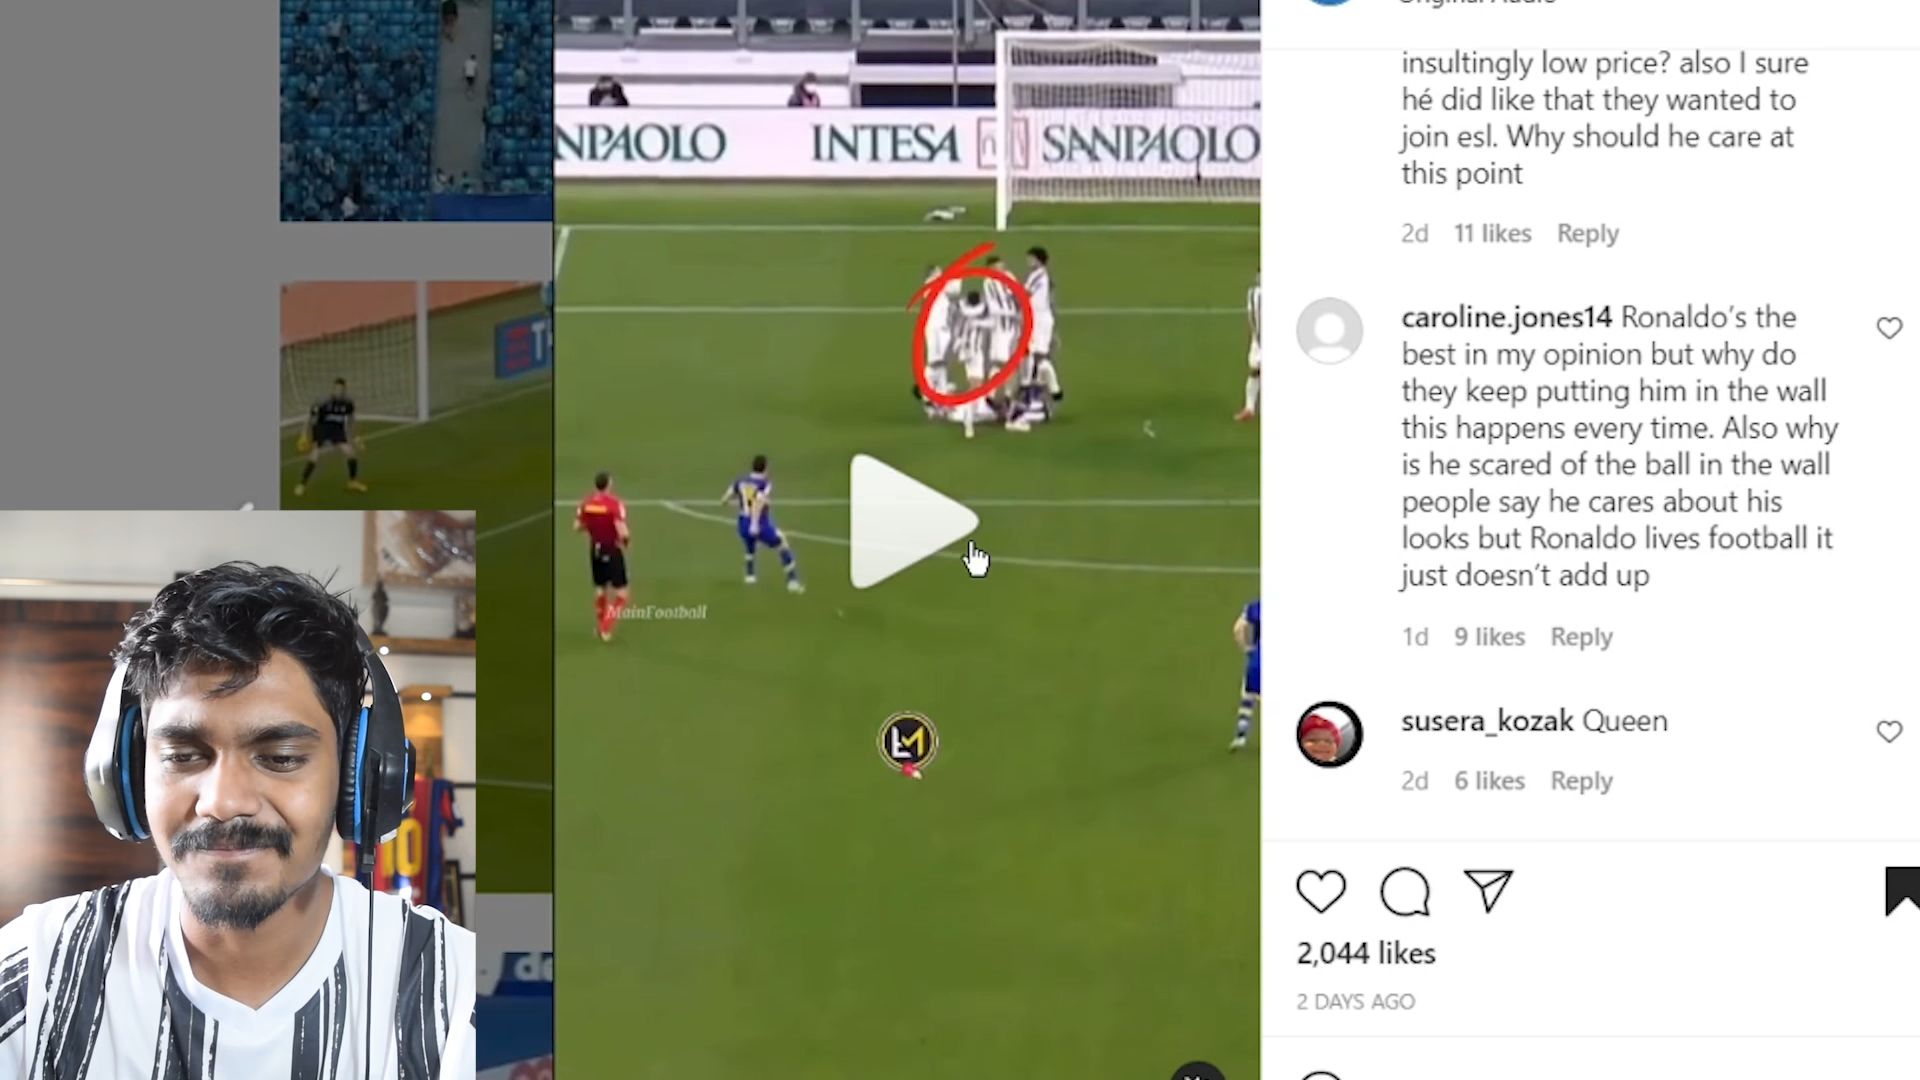 insultingly low price? also I sure
hé did like that they wanted to
join esl. Why should he care at
this point
2d 11 likes Reply
NPAOLO INTESA SANPAOLO
caroline.jones14 Ronaldo’s the
best in my opinion but why do
they keep putting him in the wall
this happens every time. Also why
is he scared of the ball in the wall
people say he cares about his
looks but Ronaldo lives football it
just doesn’t add up
1d 9 likes Reply
MainFootball
susera_kozak Queen
2d 6 likes Reply
10
2,044 likes
2 DAYS AGO